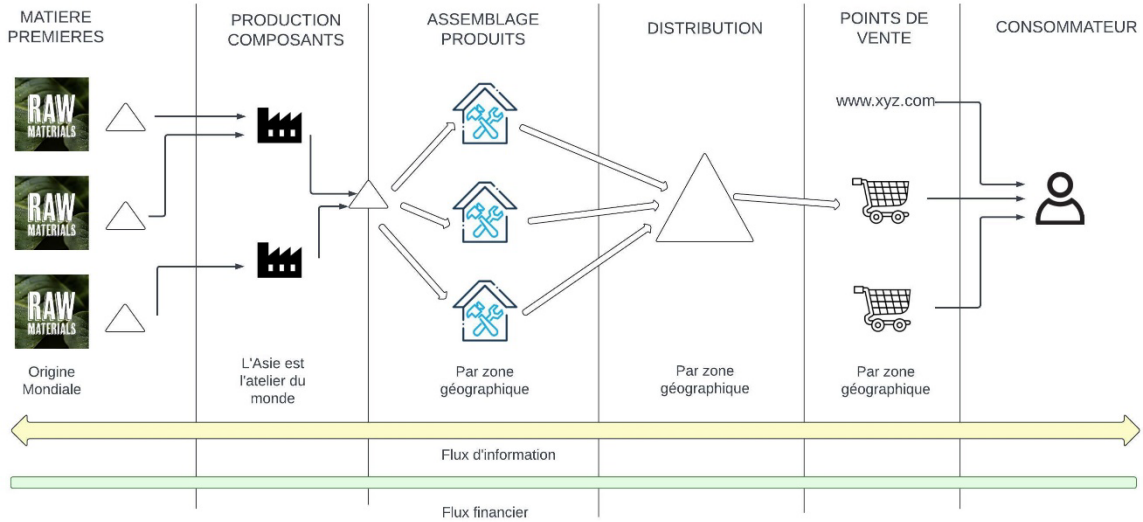 MATIERE
PREMIERES
PRODUCTION
COMPOSANTS
ASSEMBLAGE
PRODUITS
DISTRIBUTION
POINTS DE
VENTE
CONSOMMATEUR
RAW
MATERIALS
RAW
MATERIALS
RAW
MATERIALS
www.xyz.com
Origine
Mondiale
L'Asie est
l'atelier du
monde
Par zone
géographique
Par zone
géographique
Par zone
géographique
Flux d'information
Flux financier